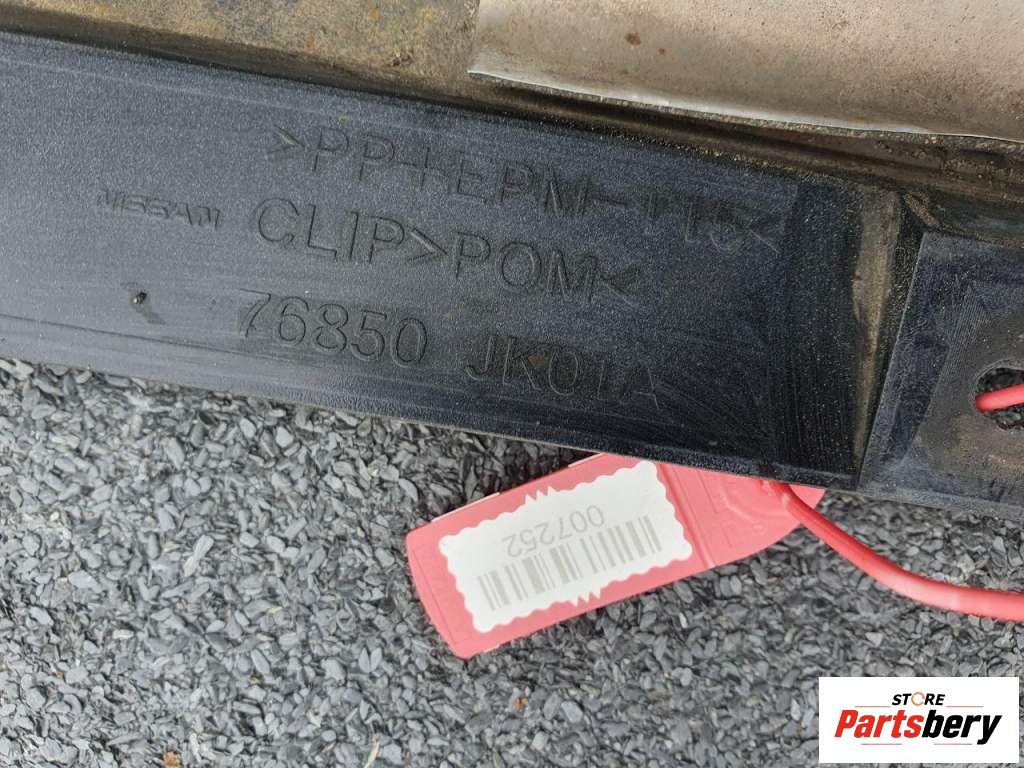 >PP+EPM-T15<
NISSAN CLIP>POM<
76850 JK01A
007252
STORE
Partsbery